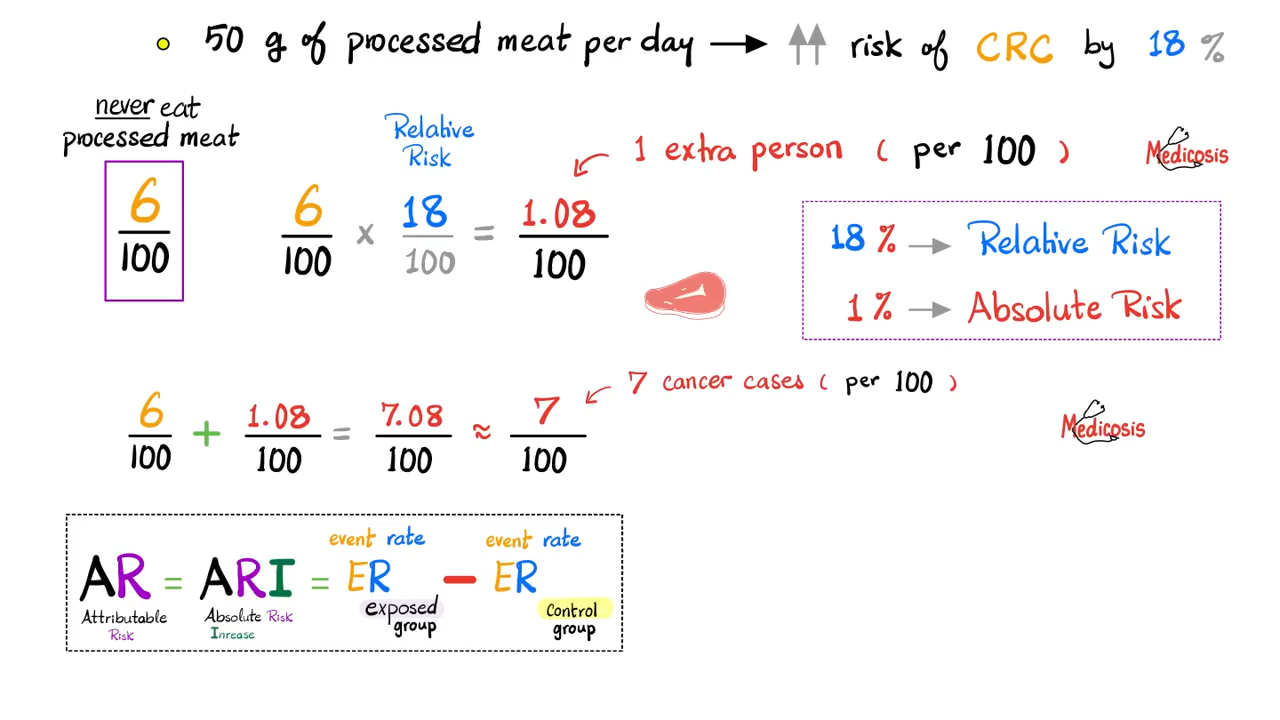 50 g of processed meat per day → ↑↑ risk of CRC by 18 %
never eat
processed meat
6
100
6
100
x
Relative
Risk
18
100
=
1.08
100
1 extra person ( per 100 )
Medicosis
18 % → Relative Risk
1 % → Absolute Risk
6
100
+
1.08
100
=
7.08
100
≈
7
100
7 cancer cases ( per 100 )
Medicosis
AR
Attributable
Risk
=
ARI
Absolute Risk
Inrease
=
event rate
ER
exposed
group
−
event rate
ER
Control
group